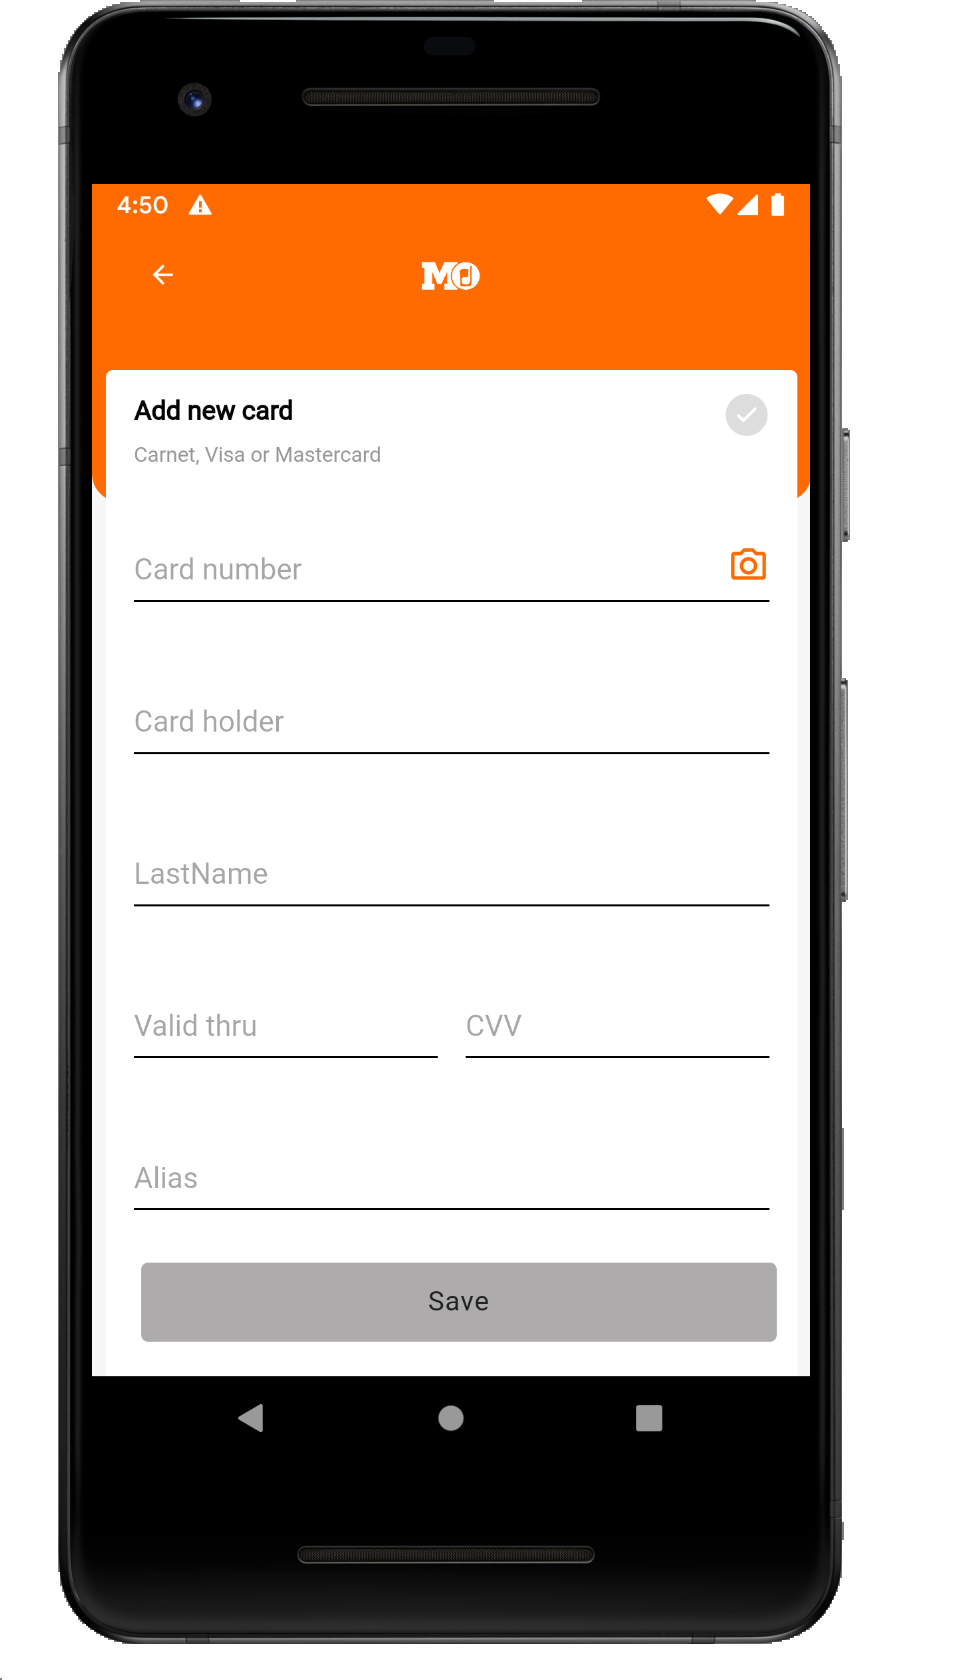 4:50
MO
Add new card
Carnet, Visa or Mastercard
Card number
Card holder
LastName
Valid thru CVV
Alias
Save